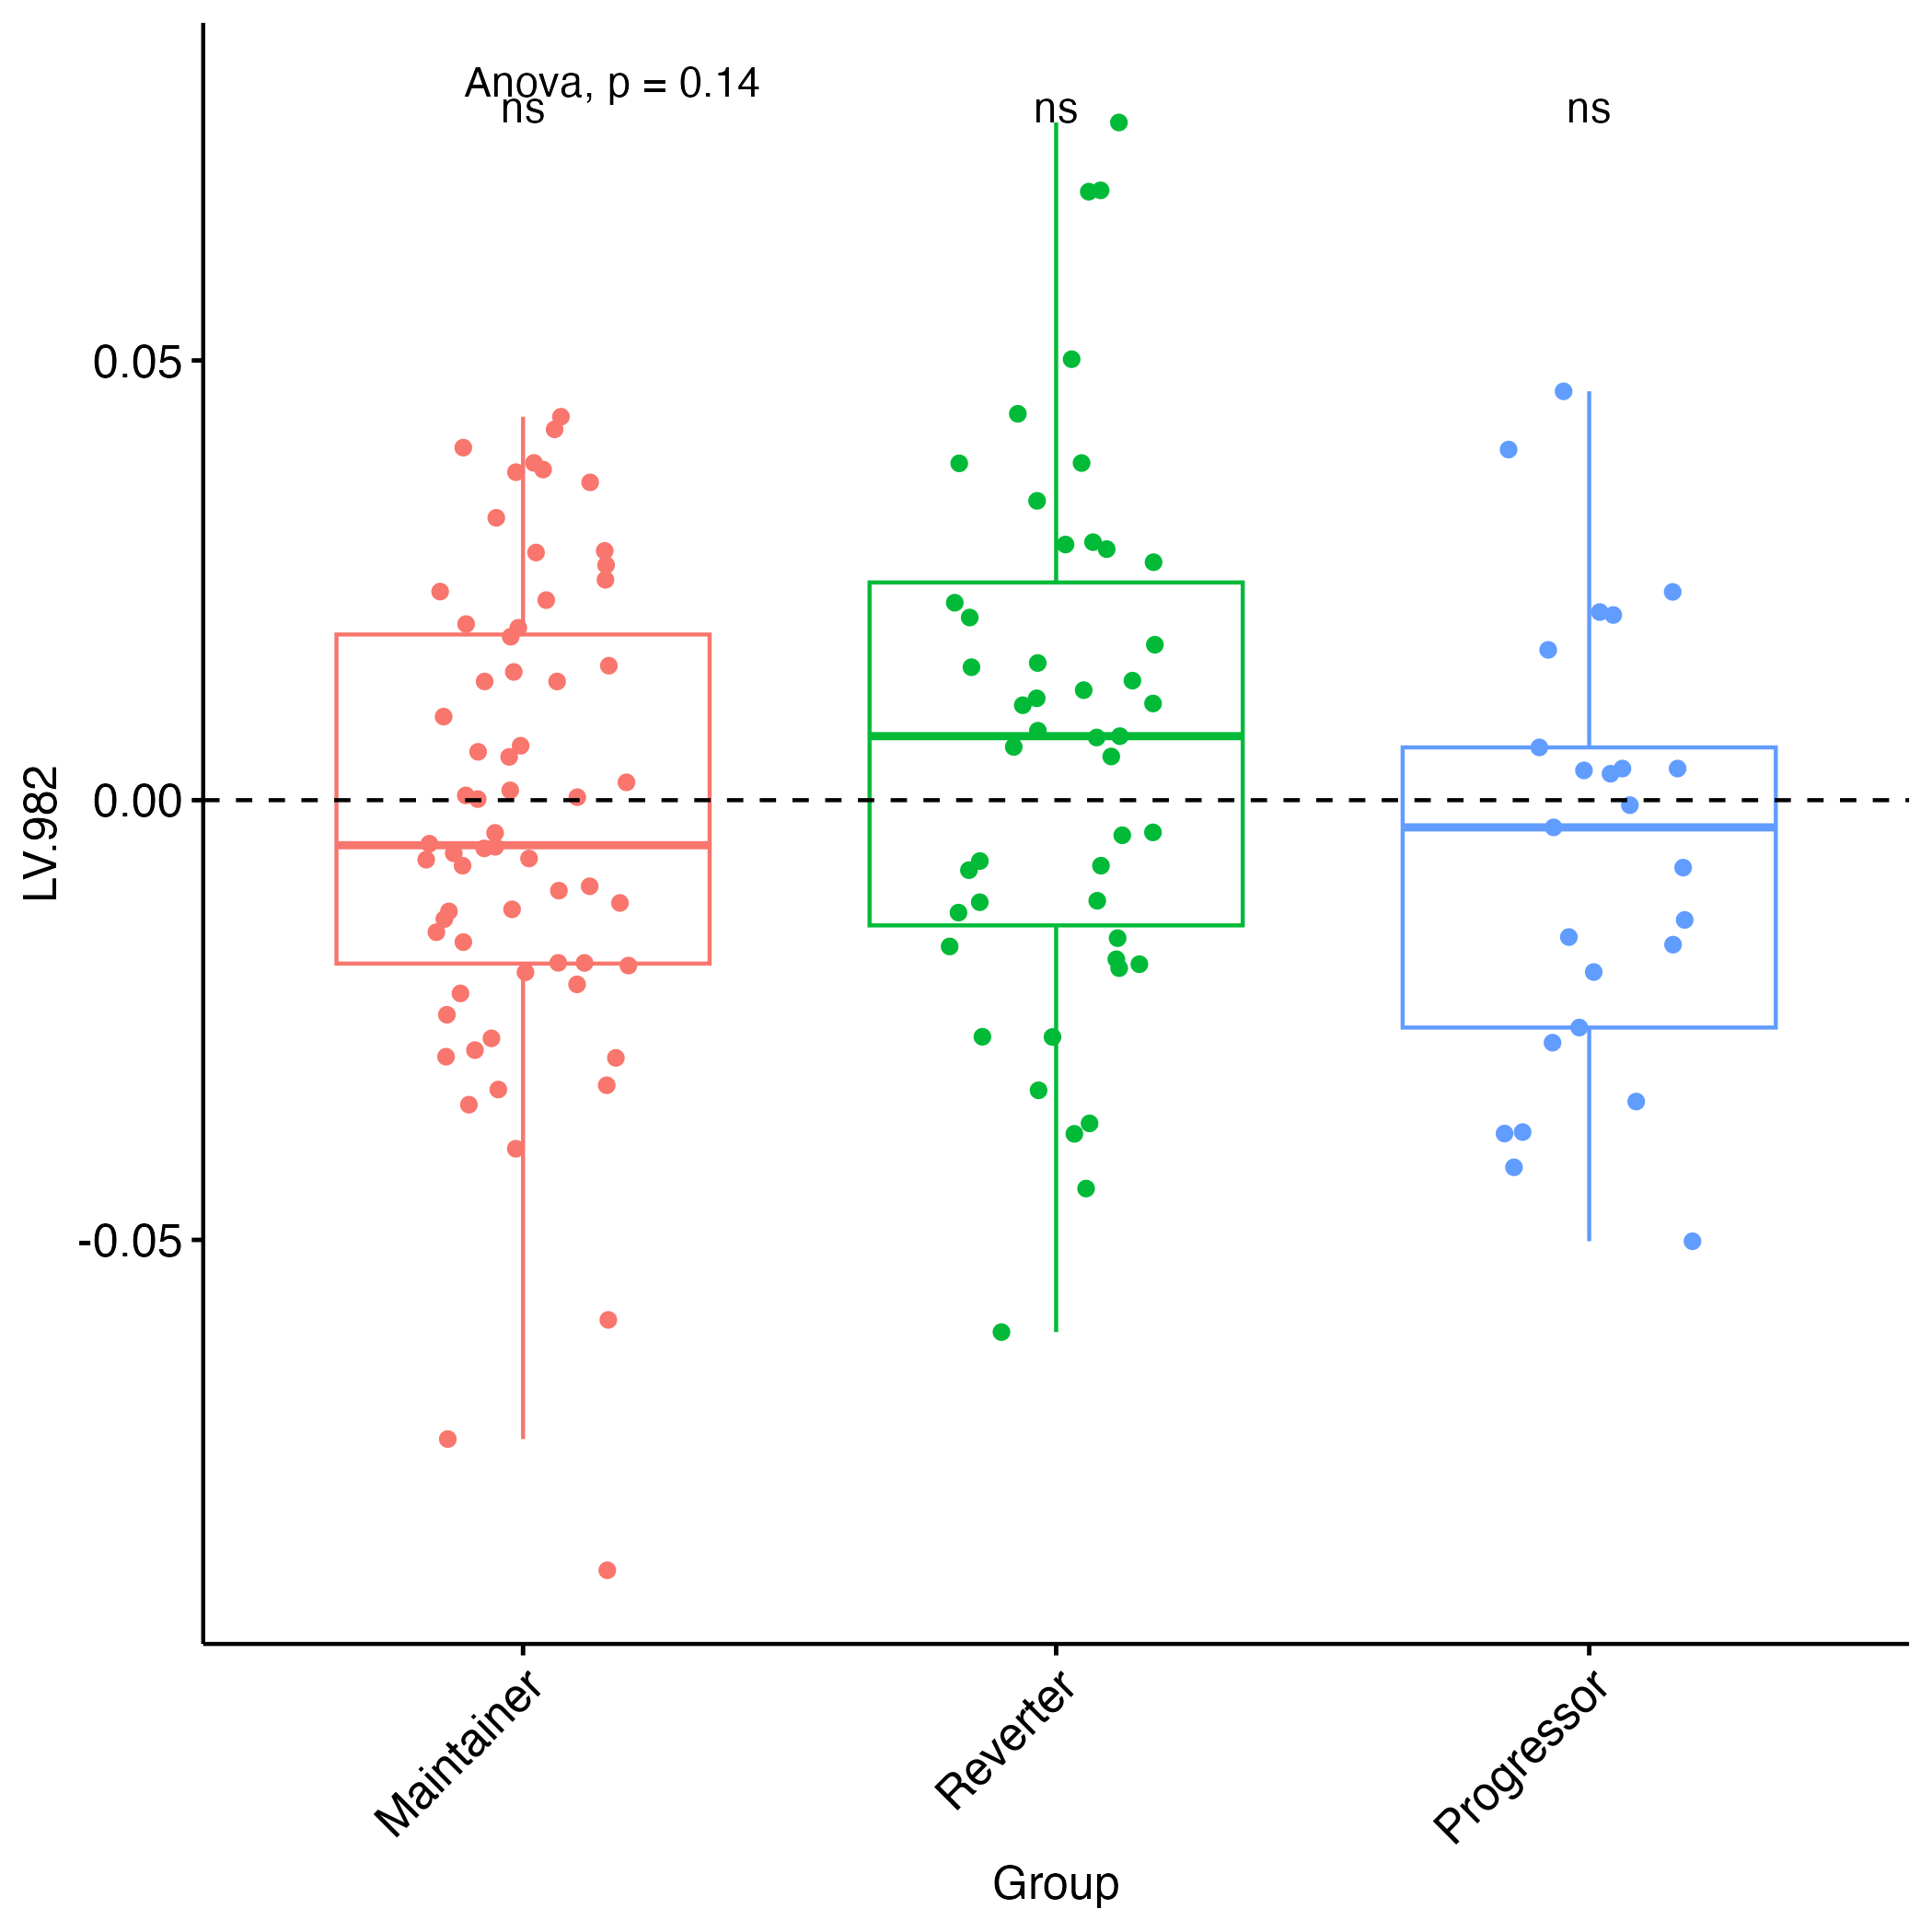 Anova, p = 0.14
ns
ns
ns
0.05
0.00
-0.05
LV.982
Maintainer
Reverter
Progressor
Group